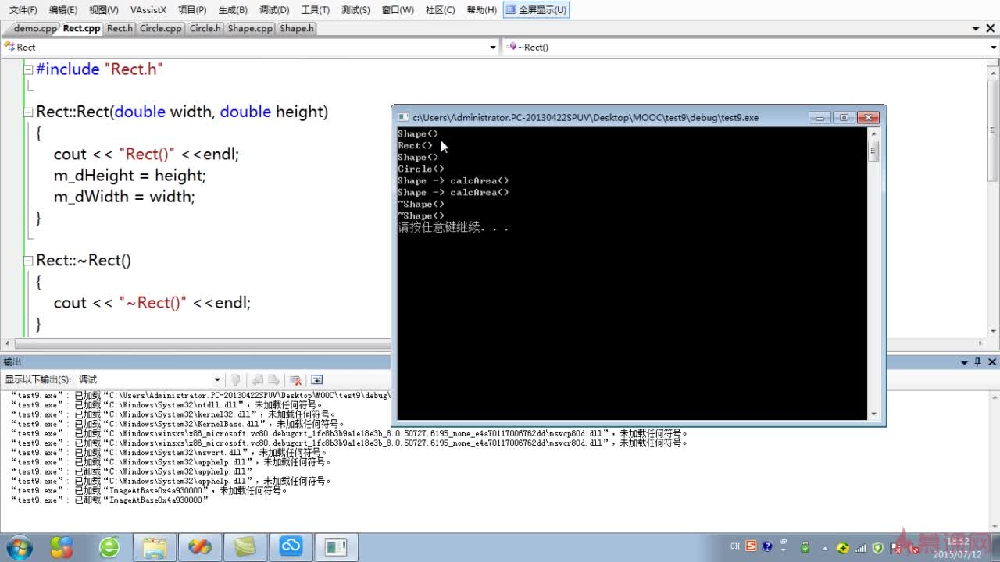 文件(F) 编辑(E) 视图(V) VAssistX 项目(P) 生成(B) 调试(D) 工具(T) 测试(S) 窗口(W) 社区(C) 帮助(H) 全屏显示(U)
demo.cpp Rect.cpp Rect.h Circle.cpp Circle.h Shape.cpp Shape.h
Rect ~Rect()
#include "Rect.h"
Rect::Rect(double width, double height)
{
cout << "Rect()" <<endl;
m_dHeight = height;
m_dWidth = width;
}
Rect::~Rect()
{
cout << "~Rect()" <<endl;
}
c:\Users\Administrator.PC-20130422SPUV\Desktop\MOOC\test9\debug\test9.exe
Shape()
Rect()
Shape()
Circle()
Shape -> calcArea()
Shape -> calcArea()
~Shape()
~Shape()
请按任意键继续. . .
输出
显示以下输出(S): 调试
“test9.exe”: 已加载“C:\Users\Administrator.PC-20130422SPUV\Desktop\MOOC\test9\debug\
“test9.exe”: 已加载“C:\Windows\System32\ntdll.dll”，未加载任何符号。
“test9.exe”: 已加载“C:\Windows\System32\kernel32.dll”，未加载任何符号。
“test9.exe”: 已加载“C:\Windows\System32\KernelBase.dll”，未加载任何符号。
“test9.exe”: 已加载“C:\Windows\winsxs\x86_microsoft.vc80.debugcrt_1fc8b3b9a1e18e3b_8.0.50727.6195_none_e4a70117006762dd\msvcp80d.dll”，未加载任何符号。
“test9.exe”: 已加载“C:\Windows\winsxs\x86_microsoft.vc80.debugcrt_1fc8b3b9a1e18e3b_8.0.50727.6195_none_e4a70117006762dd\msvcr80d.dll”，未加载任何符号。
“test9.exe”: 已加载“C:\Windows\System32\msvcrt.dll”，未加载任何符号。
“test9.exe”: 已加载“C:\Windows\System32\apphelp.dll”，未加载任何符号。
“test9.exe”: 已卸载“C:\Windows\System32\apphelp.dll”
“test9.exe”: 已加载“C:\Windows\System32\apphelp.dll”，未加载任何符号。
“test9.exe”: 已加载“ImageAtBase0x4a930000”，未加载任何符号。
“test9.exe”: 已卸载“ImageAtBase0x4a930000”
CH
18:52
2015/07/12
慕课网